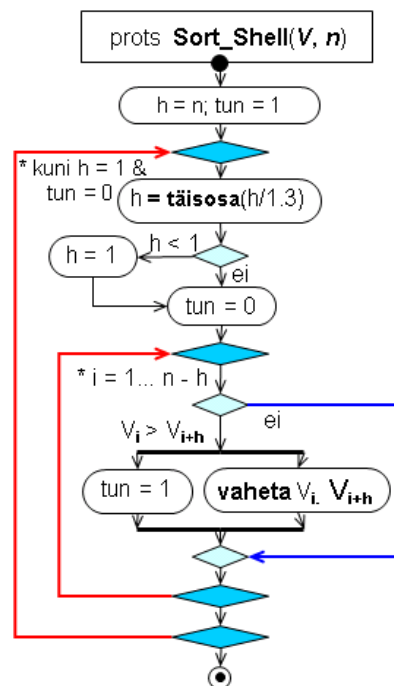 prots Sort_Shell(V, n)
h = n; tun = 1
* kuni h = 1 &
tun = 0
h = täisosa(h/1.3)
h < 1
h = 1
ei
tun = 0
* i = 1... n - h
ei
Vi > Vi+h
tun = 1
vaheta Vi. Vi+h